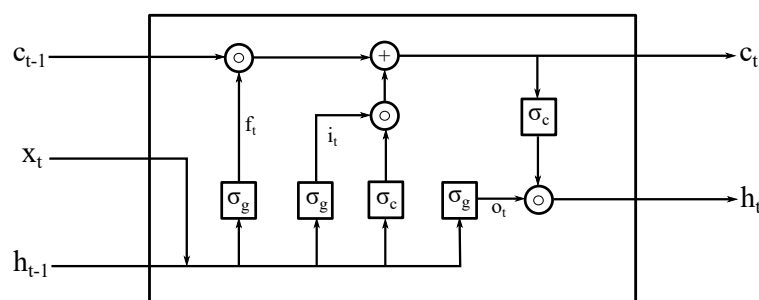 c_{t-1} + c_t
σ_c
f_t i_t
x_t
σ_g σ_g σ_c σ_g o_t h_t
h_{t-1}